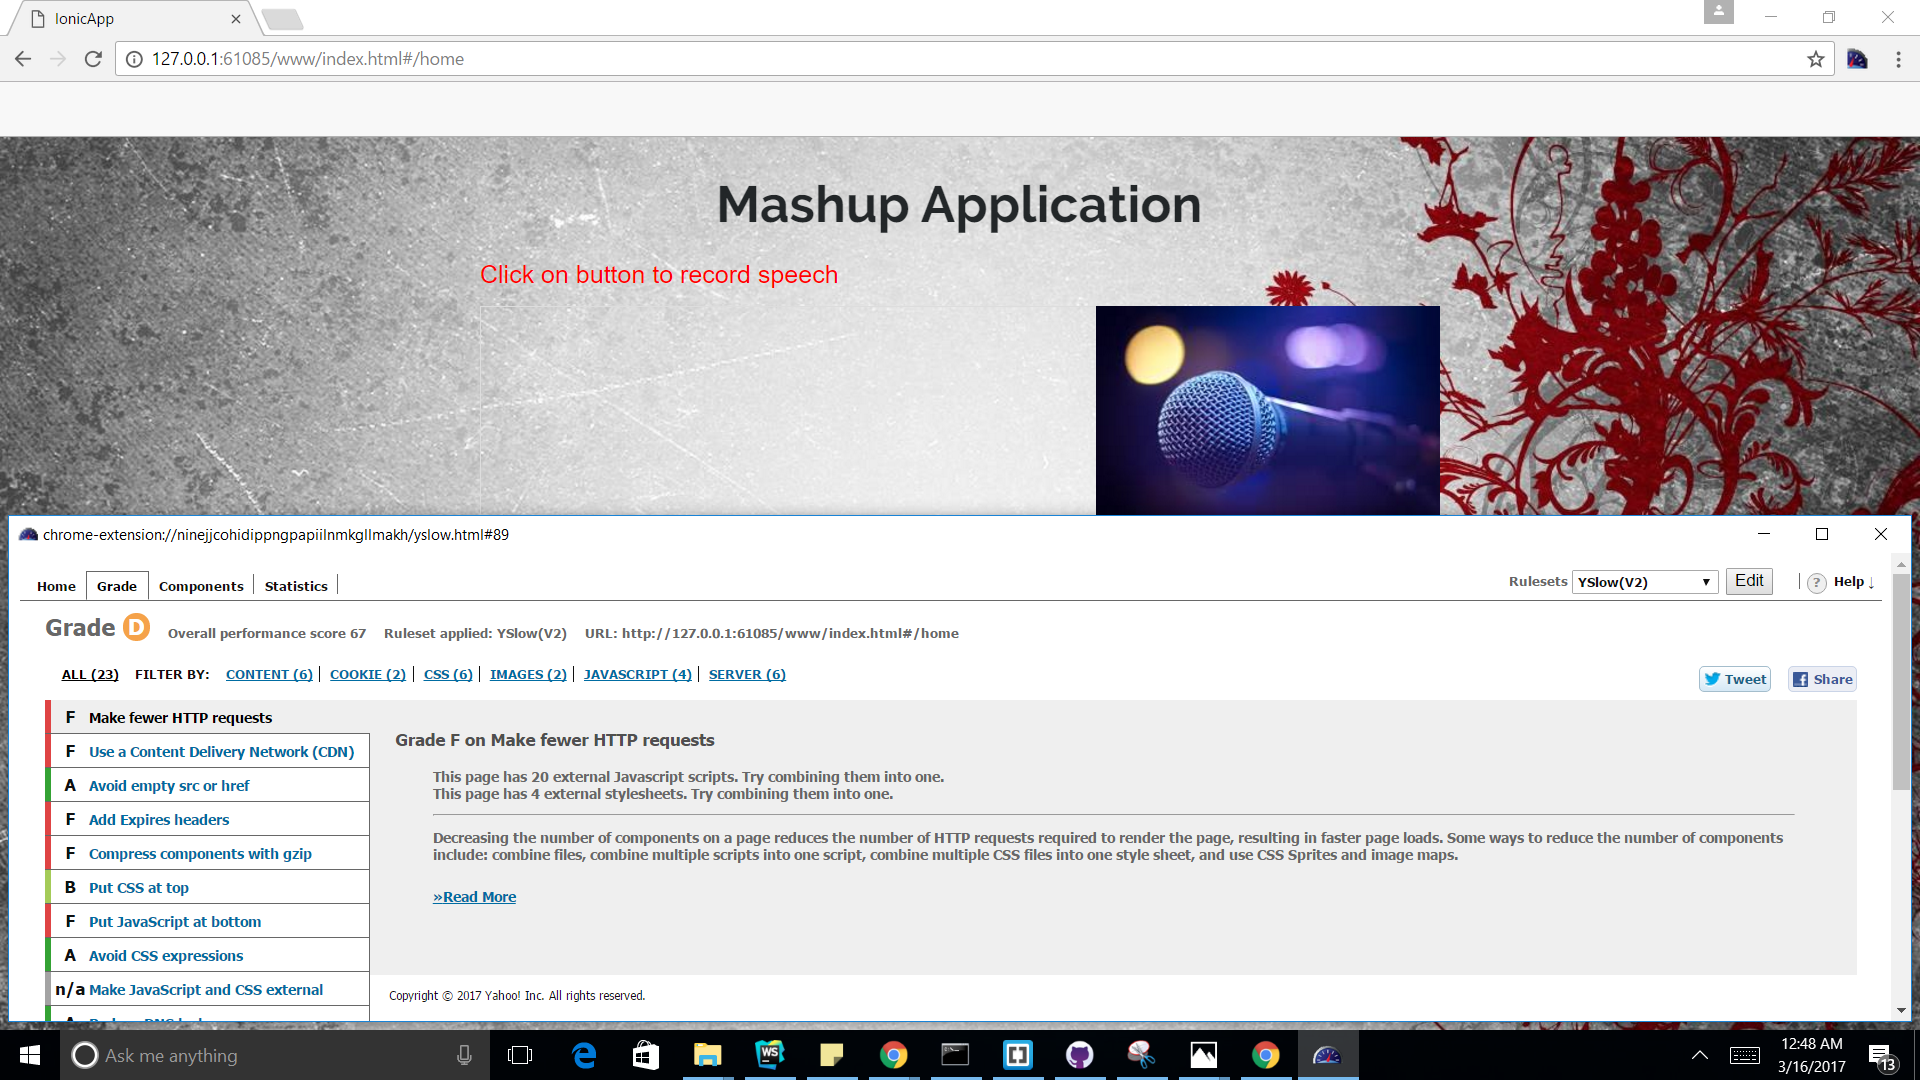 IonicApp
127.0.0.1:61085/www/index.html#/home
Mashup Application
Click on button to record speech
chrome-extension://ninejjcohidippngpapiilnmkgllmakh/yslow.html#89
Home Grade Components Statistics Rulesets YSlow(V2) Edit ? Help ↓
Grade D Overall performance score 67 Ruleset applied: YSlow(V2) URL: http://127.0.0.1:61085/www/index.html#/home
ALL (23) FILTER BY: CONTENT (6) COOKIE (2) CSS (6) IMAGES (2) JAVASCRIPT (4) SERVER (6)
Tweet Share
F Make fewer HTTP requests
F Use a Content Delivery Network (CDN)
A Avoid empty src or href
F Add Expires headers
F Compress components with gzip
B Put CSS at top
F Put JavaScript at bottom
A Avoid CSS expressions
n/a Make JavaScript and CSS external
Grade F on Make fewer HTTP requests
This page has 20 external Javascript scripts. Try combining them into one.
This page has 4 external stylesheets. Try combining them into one.
Decreasing the number of components on a page reduces the number of HTTP requests required to render the page, resulting in faster page loads. Some ways to reduce the number of components
include: combine files, combine multiple scripts into one script, combine multiple CSS files into one style sheet, and use CSS Sprites and image maps.
»Read More
Copyright © 2017 Yahoo! Inc. All rights reserved.
Ask me anything
WS
12:48 AM
3/16/2017
13